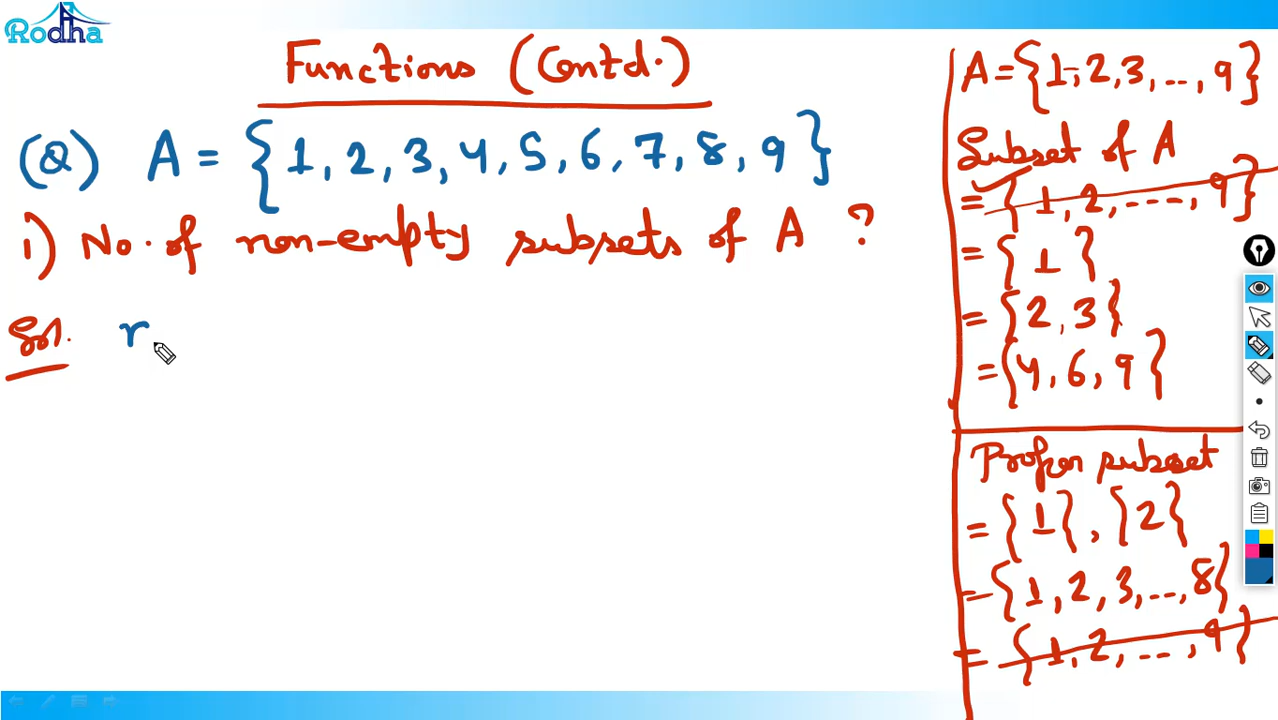 Rodha
Functions (Contd.)
(Q) A = {1, 2, 3, 4, 5, 6, 7, 8, 9}
i) No. of non-empty subsets of A ?
Sol. r
A = {1, 2, 3, ..., 9}
Subset of A
= {1, 2, ----, 9}
= {1}
= {2, 3}
= {4, 6, 9}
Proper subset
= {1}, {2}
= {1, 2, 3, ..., 8}
= {1, 2, ..., 9}